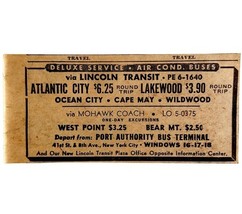 TRAVEL TRAVEL
DELUXE SERVICE • AIR COND. BUSES
via LINCOLN TRANSIT • PE 6-1640
ATLANTIC CITY $6.25 ROUND TRIP LAKEWOOD $3.90 ROUND TRIP
OCEAN CITY • CAPE MAY • WILDWOOD
via MOHAWK COACH • LO 5-0375
ONE-DAY EXCURSIONS
WEST POINT $3.25 BEAR MT. $2.50
Depart from: PORT AUTHORITY BUS TERMINAL
41st St. & 8th Ave., New York City • WINDOWS 16-17-18
And Our New Lincoln Transit Plaza Office Opposite Information Center.